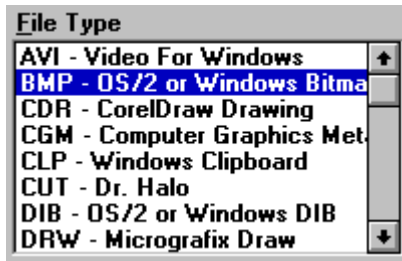 File Type
AVI - Video For Windows
BMP - OS/2 or Windows Bitma
CDR - CorelDraw Drawing
CGM - Computer Graphics Met
CLP - Windows Clipboard
CUT - Dr. Halo
DIB - OS/2 or Windows DIB
DRW - Micrografix Draw